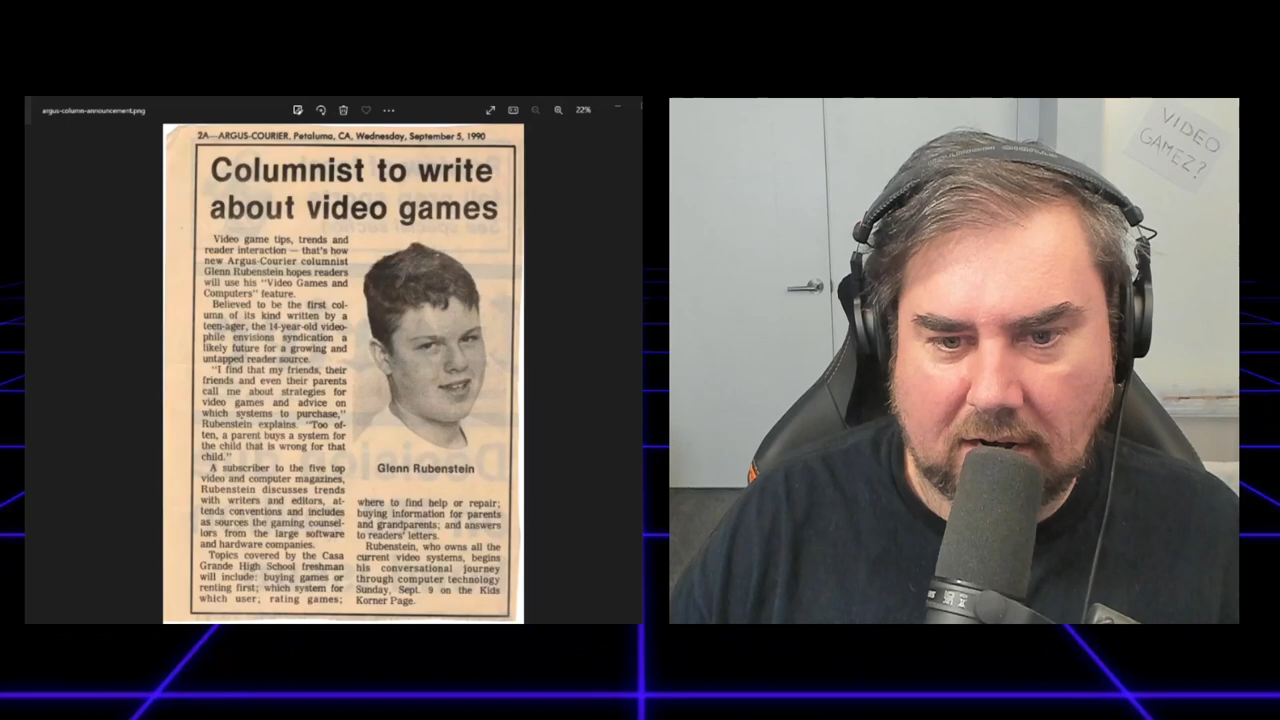 argus-column-announcement.png
22%
2A—ARGUS-COURIER, Petaluma, CA, Wednesday, September 5, 1990
Columnist to write
about video games
Video game tips, trends and
reader interaction — that's how
new Argus-Courier columnist
Glenn Rubenstein hopes readers
will use his "Video Games and
Computers" feature.
Believed to be the first col-
umn of its kind written by a
teen-ager, the 14-year-old video-
phile envisions syndication a
likely future for a growing and
untapped reader source.
"I find that my friends, their
friends and even their parents
call me about strategies for
video games and advice on
which systems to purchase,"
Rubenstein explains. "Too of-
ten, a parent buys a system for
the child that is wrong for that
child."
A subscriber to the five top
video and computer magazines,
Rubenstein discusses trends
with writers and editors, at-
tends conventions and includes
as sources the gaming counsel-
lors from the large software
and hardware companies.
Topics covered by the Casa
Grande High School freshman
will include: buying games or
renting first; which system for
which user; rating games;
Glenn Rubenstein
where to find help or repair;
buying information for parents
and grandparents; and answers
to readers' letters.
Rubenstein, who owns all the
current video systems, begins
his conversational journey
through computer technology
Sunday, Sept. 9 on the Kids
Korner Page.
VIDEO
GAMEZ?